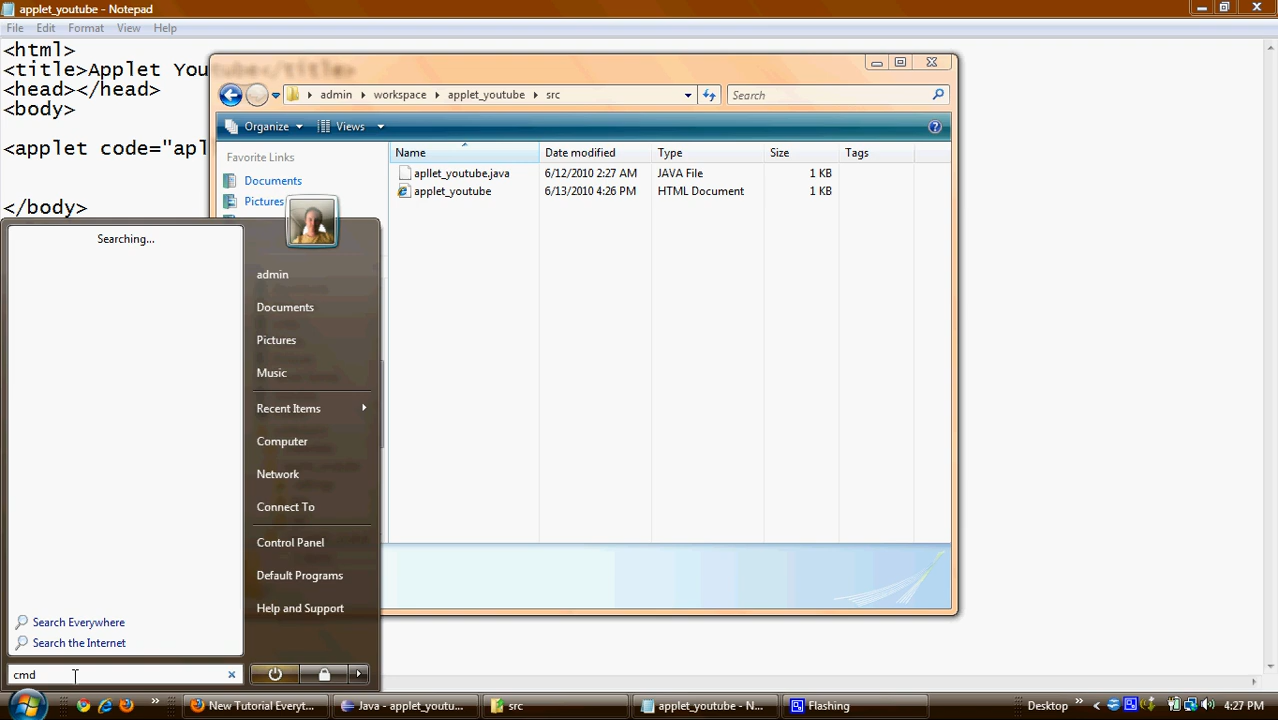 applet_youtube - Notepad
File Edit Format View Help
<html>
<title>Applet Youtube</title>
<head></head>
<body>
<applet code="apl
</body>
admin workspace applet_youtube src
Search
Organize Views
Favorite Links
Documents
Pictures
Name Date modified Type Size Tags
apllet_youtube.java 6/12/2010 2:27 AM JAVA File 1 KB
applet_youtube 6/13/2010 4:26 PM HTML Document 1 KB
Searching...
admin
Documents
Pictures
Music
Recent Items
Computer
Network
Connect To
Control Panel
Default Programs
Help and Support
Search Everywhere
Search the Internet
cmd
New Tutorial Everyt...
Java - applet_youtu...
src
applet_youtube - N...
Flashing
Desktop
4:27 PM